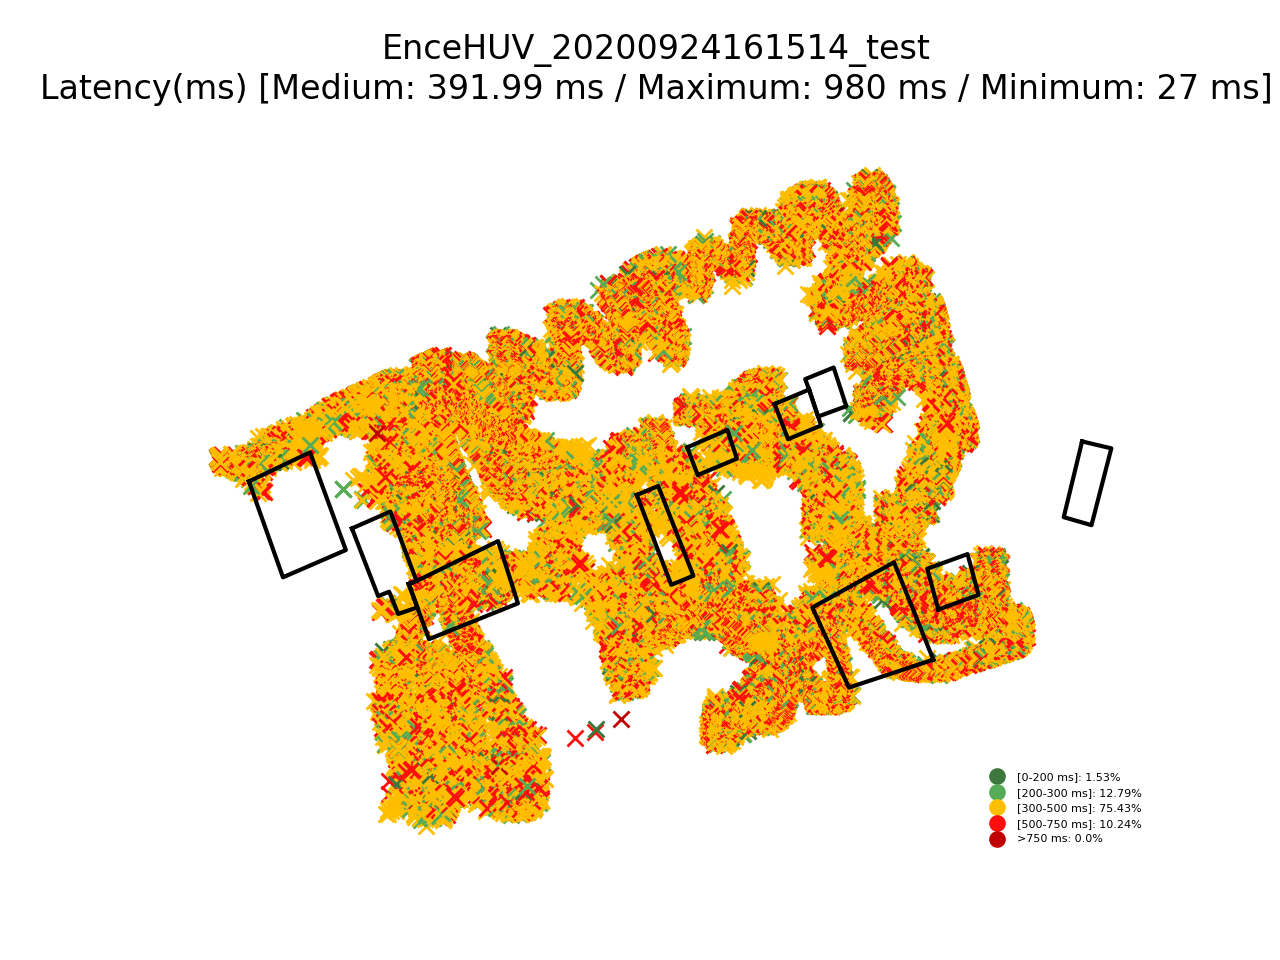 EnceHUV_20200924161514_test
Latency(ms) [Medium: 391.99 ms / Maximum: 980 ms / Minimum: 27 ms]
[0-200 ms]: 1.53%
[200-300 ms]: 12.79%
[300-500 ms]: 75.43%
[500-750 ms]: 10.24%
>750 ms: 0.0%